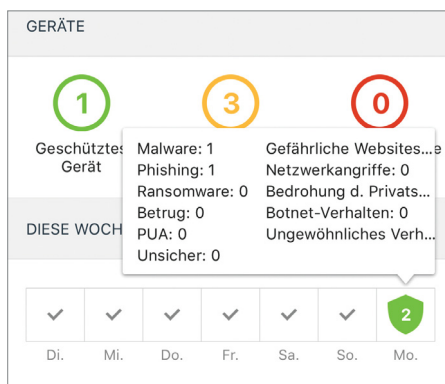 GERÄTE
1
3
0
Geschütztes
Gerät
Malware: 1
Phishing: 1
Ransomware: 0
Betrug: 0
PUA: 0
Unsicher: 0
Gefährliche Websites...
Netzwerkangriffe: 0
Bedrohung d. Privats...
Botnet-Verhalten: 0
Ungewöhnliches Verh...
DIESE WOCH
2
Di. Mi. Do. Fr. Sa. So. Mo.